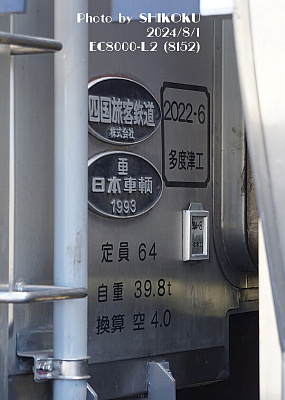 Photo by SHIKOKU
2024/8/1
EC8000-L2 (8152)
四国旅客鉄道
株式会社
2022-6
多度津工
日本車輌
1993
定員 64
自重 39.8t
換算 空 4.0